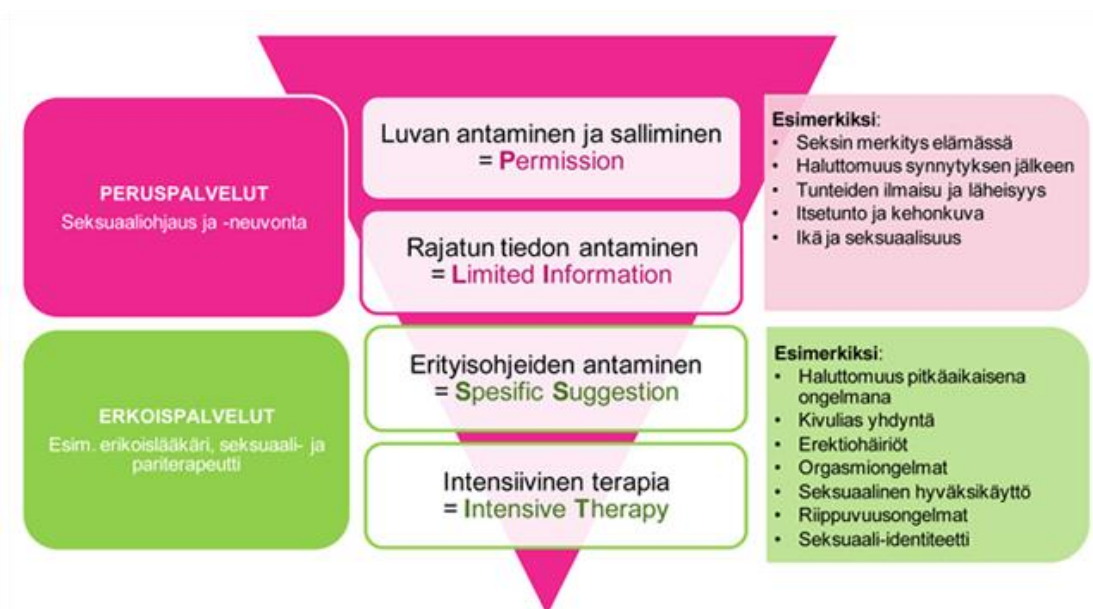 PERUSPALVELUT
Seksuaaliohjaus ja -neuvonta
Luvan antaminen ja salliminen
= Permission
Rajatun tiedon antaminen
= Limited Information
Esimerkiksi:
• Seksin merkitys elämässä
• Haluttomuus synnytyksen jälkeen
• Tunteiden ilmaisu ja läheisyys
• Itsetunto ja kehonkuva
• Ikä ja seksuaalisuus
ERKOISPALVELUT
Esim. erikoislääkäri, seksuaali- ja
pariterapeutti
Erityisohjeiden antaminen
= Spesific Suggestion
Intensiivinen terapia
= Intensive Therapy
Esimerkiksi:
• Haluttomuus pitkäaikaisena
ongelmana
• Kivulias yhdyntä
• Erektiohäiriöt
• Orgasmiongelmat
• Seksuaalinen hyväksikäyttö
• Riippuvuusongelmat
• Seksuaali-identeetti